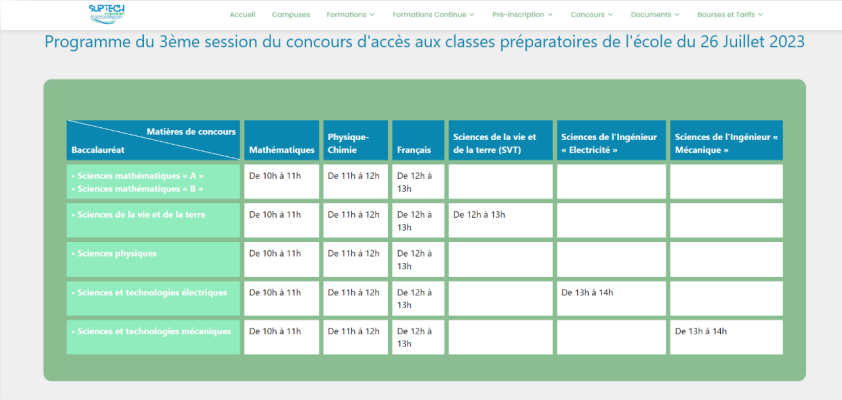 SUPTECH
Accueil Campuses Formations Formations Continue Pré-inscription Concours Documents Bourses et Tarifs
Programme du 3ème session du concours d'accès aux classes préparatoires de l'école du 26 Juillet 2023
Matières de concours
Baccalauréat
Mathématiques
Physique-
Chimie
Français
Sciences de la vie et
de la terre (SVT)
Sciences de l'Ingénieur
« Electricité »
Sciences de l'Ingénieur «
Mécanique »
• Sciences mathématiques « A »
• Sciences mathématiques « B »
De 10h à 11h
De 11h à 12h
De 12h à
13h
• Sciences de la vie et de la terre
De 10h à 11h
De 11h à 12h
De 12h à
13h
De 12h à 13h
• Sciences physiques
De 10h à 11h
De 11h à 12h
De 12h à
13h
• Sciences et technologies électriques
De 10h à 11h
De 11h à 12h
De 12h à
13h
De 13h à 14h
• Sciences et technologies mécaniques
De 10h à 11h
De 11h à 12h
De 12h à
13h
De 13h à 14h